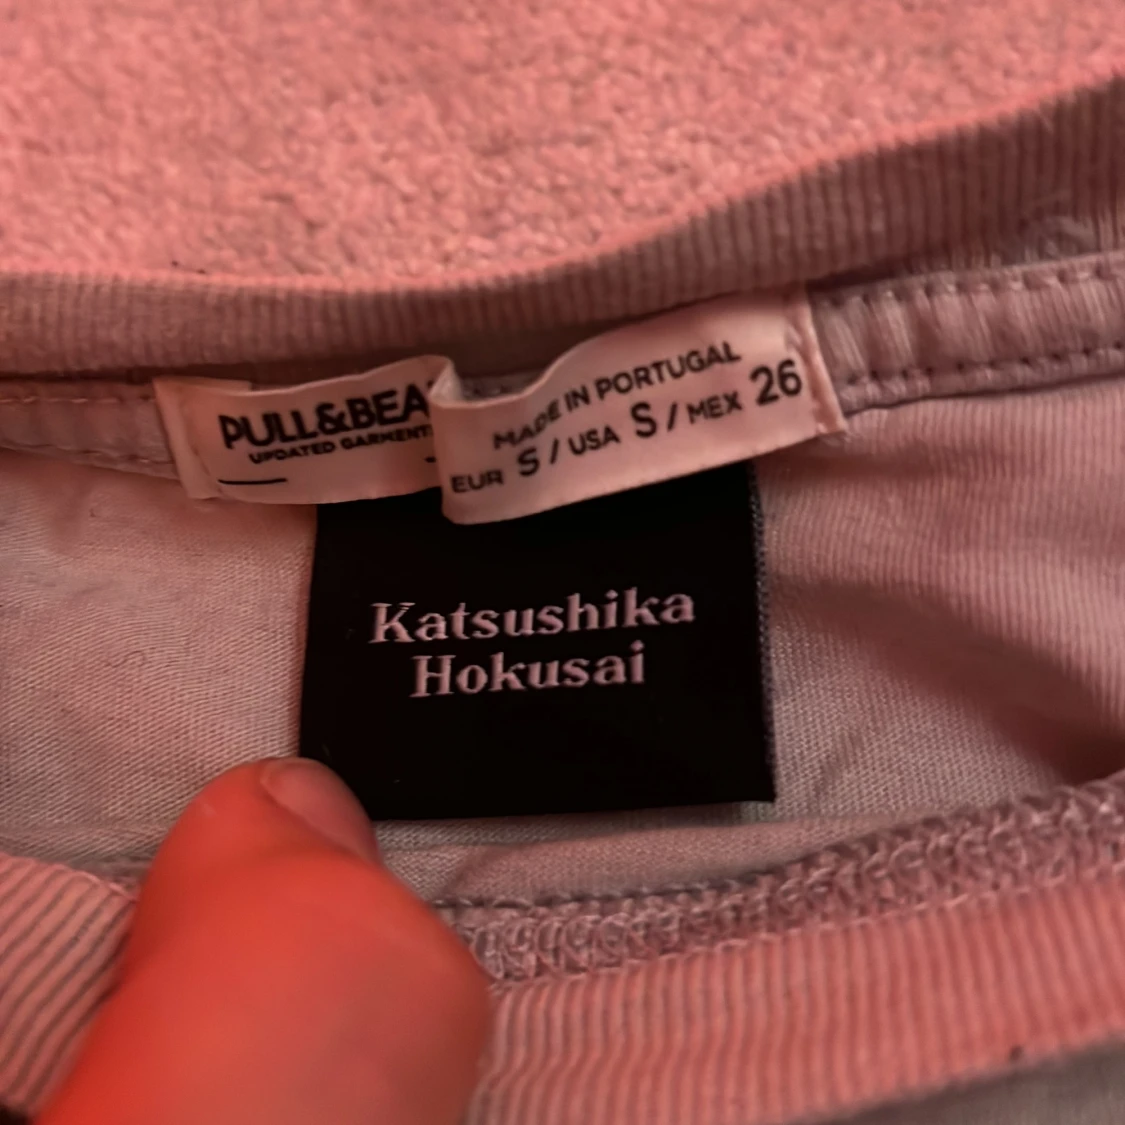 PULL&BEA
UPDATED GARMENT
MADE IN PORTUGAL
EUR S / USA S / MEX 26
Katsushika
Hokusai